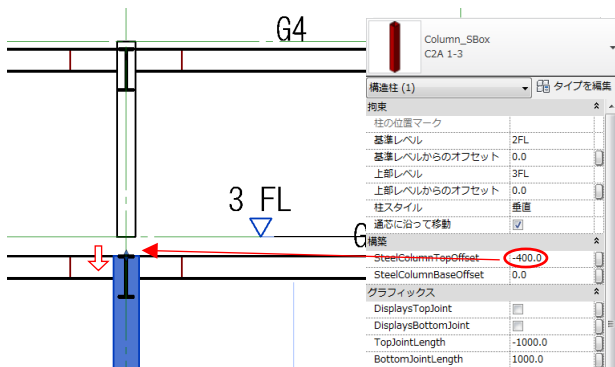 G4
3 FL
G
Column_SBox
C2A 1-3
構造柱 (1)
タイプを編集
拘束
柱の位置マーク
基準レベル 2FL
基準レベルからのオフセット 0.0
上部レベル 3FL
上部レベルからのオフセット 0.0
柱スタイル 垂直
通芯に沿って移動
構築
SteelColumnTopOffset -400.0
SteelColumnBaseOffset 0.0
グラフィックス
DisplaysTopJoint
DisplaysBottomJoint
TopJointLength -1000.0
BottomJointLength 1000.0